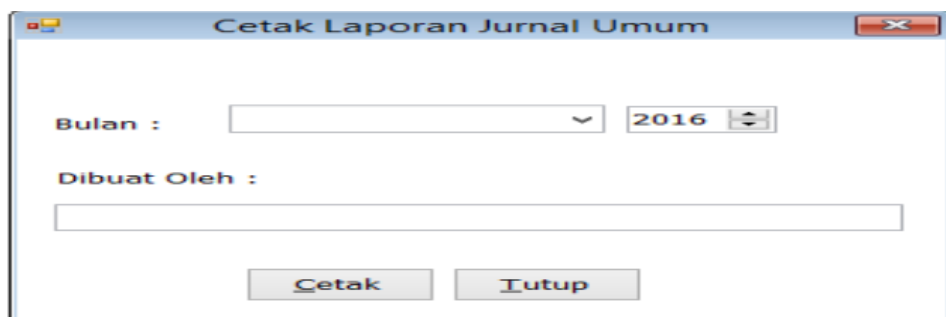 Cetak Laporan Jurnal Umum
Bulan : 2016
Dibuat Oleh :
Cetak Tutup